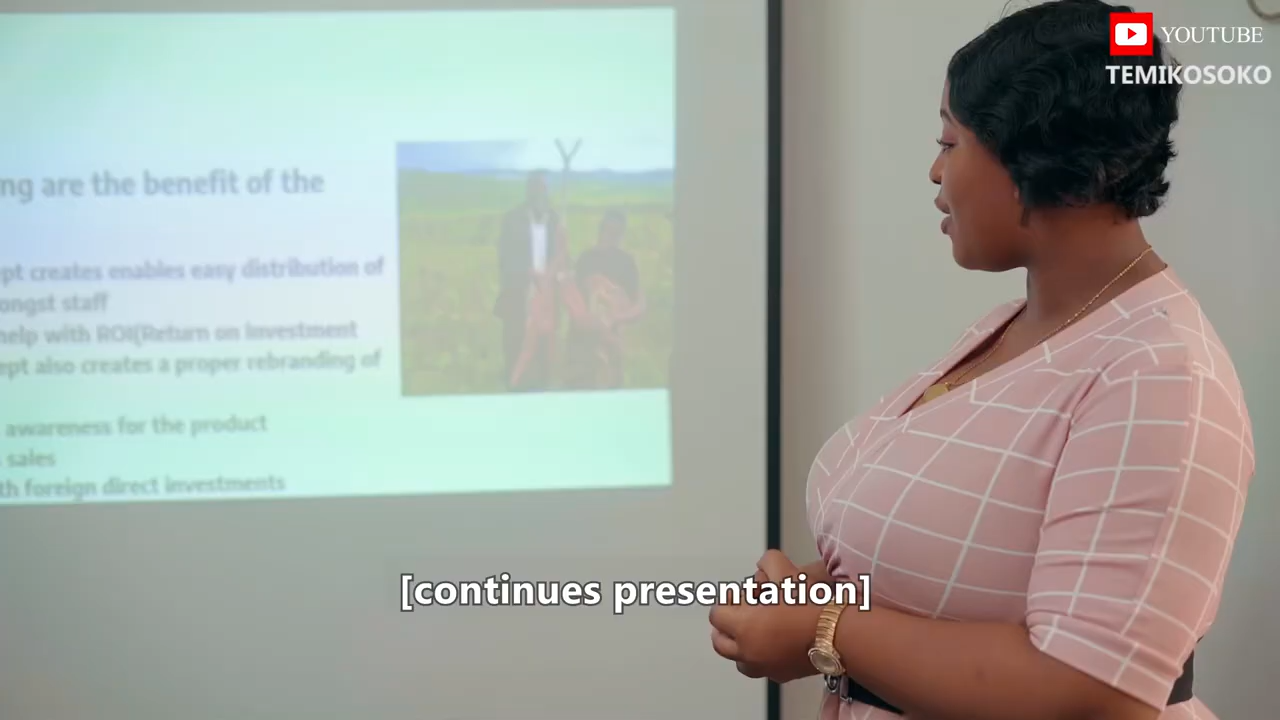 YOUTUBE
TEMIKOSOKO
ng are the benefit of the
pt creates enables easy distribution of
ongst staff
help with ROI(Return on investment
ept also creates a proper rebranding of
awareness for the product
sales
th foreign direct investments
[continues presentation]